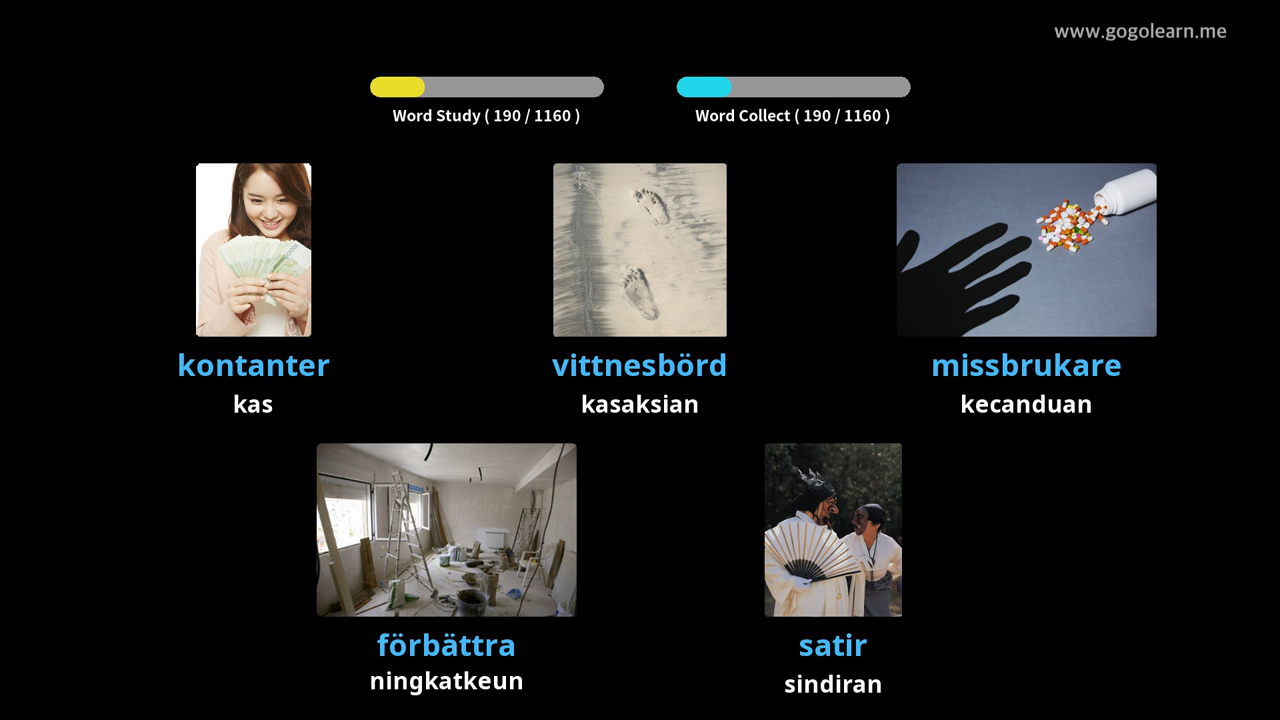 www.gogolearn.me
Word Study ( 190 / 1160 )
Word Collect ( 190 / 1160 )
kontanter
kas
vittnesbörd
kasaksian
missbrukare
kecanduan
förbättra
ningkatkeun
satir
sindiran